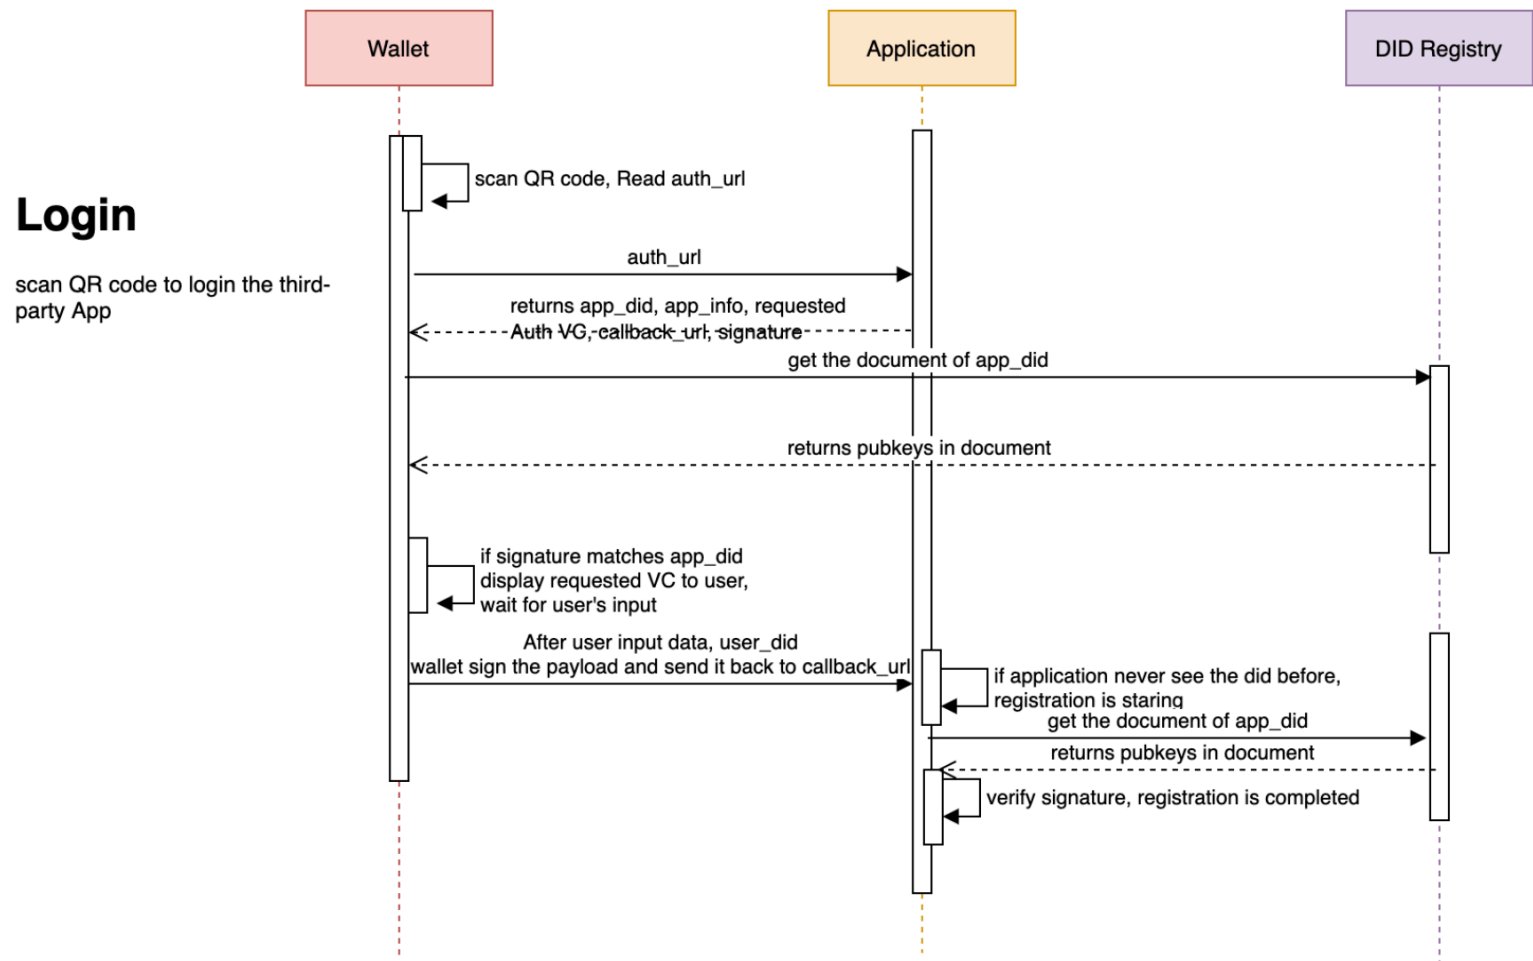 Wallet
Application
DID Registry
scan QR code, Read auth_url
Login
scan QR code to login the third-
party App
auth_url
returns app_did, app_info, requested
Auth VC, callback_url, signature
get the document of app_did
returns pubkeys in document
if signature matches app_did
display requested VC to user,
wait for user's input
After user input data, user_did
wallet sign the payload and send it back to callback_url
if application never see the did before,
registration is staring
get the document of app_did
returns pubkeys in document
verify signature, registration is completed